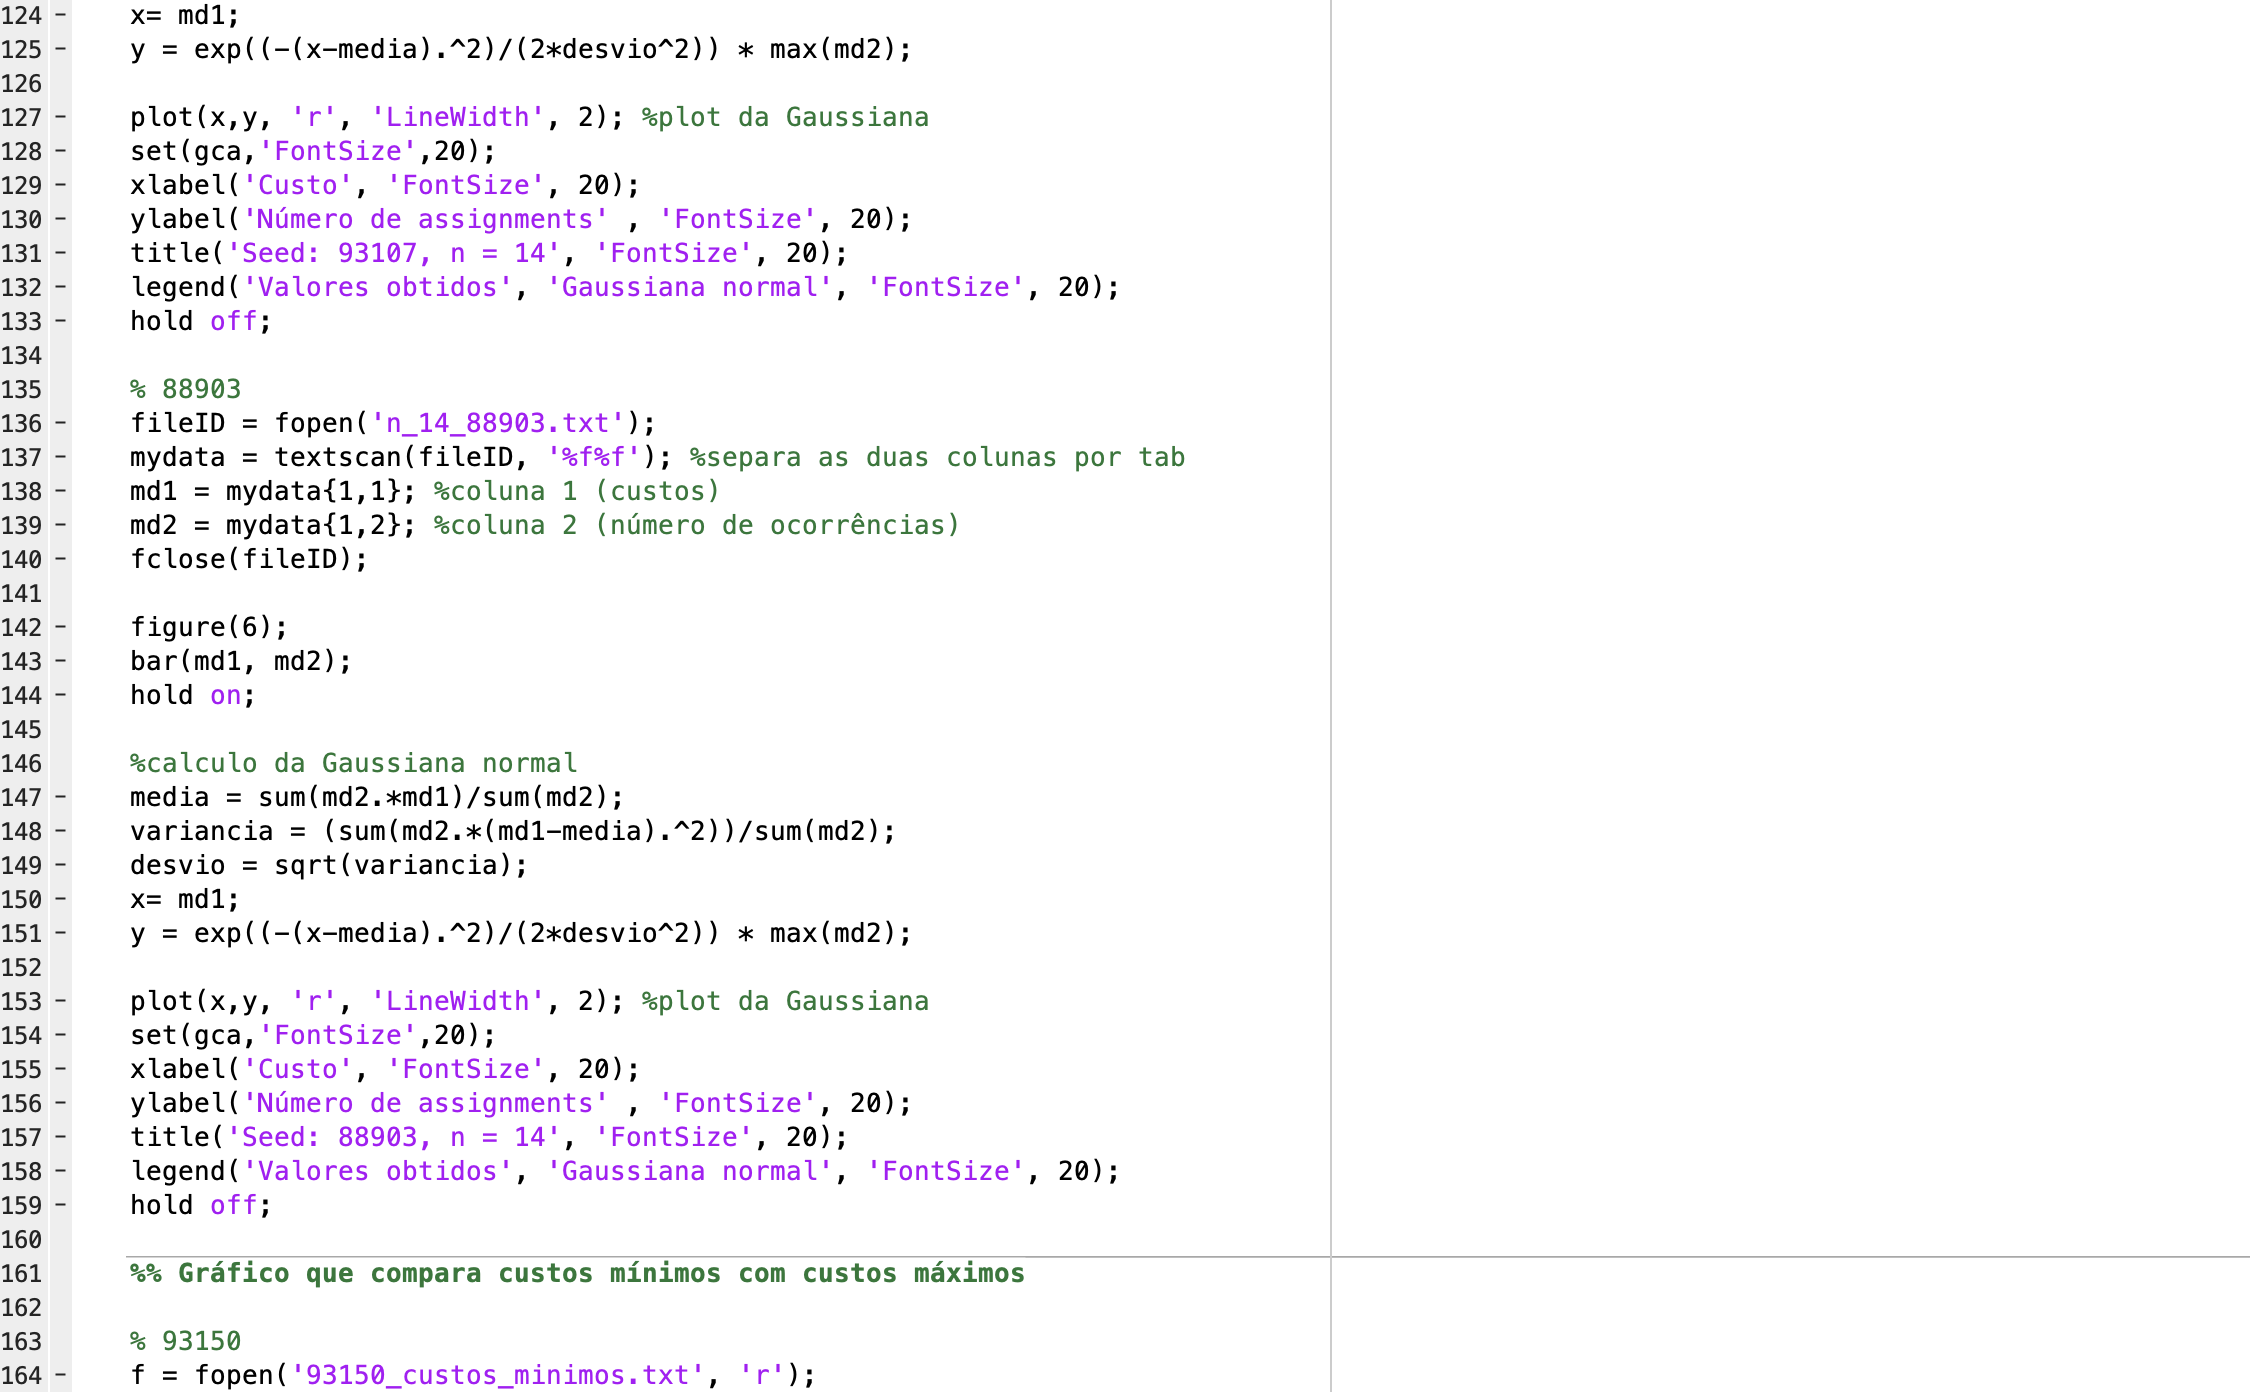 124 - x= md1;
125 - y = exp((-(x-media).^2)/(2*desvio^2)) * max(md2);
126
127 - plot(x,y, 'r', 'LineWidth', 2); %plot da Gaussiana
128 - set(gca,'FontSize',20);
129 - xlabel('Custo', 'FontSize', 20);
130 - ylabel('Número de assignments' , 'FontSize', 20);
131 - title('Seed: 93107, n = 14', 'FontSize', 20);
132 - legend('Valores obtidos', 'Gaussiana normal', 'FontSize', 20);
133 - hold off;
134
135 % 88903
136 - fileID = fopen('n_14_88903.txt');
137 - mydata = textscan(fileID, '%f%f'); %separa as duas colunas por tab
138 - md1 = mydata{1,1}; %coluna 1 (custos)
139 - md2 = mydata{1,2}; %coluna 2 (número de ocorrências)
140 - fclose(fileID);
141
142 - figure(6);
143 - bar(md1, md2);
144 - hold on;
145
146 %calculo da Gaussiana normal
147 - media = sum(md2.*md1)/sum(md2);
148 - variancia = (sum(md2.*(md1-media).^2))/sum(md2);
149 - desvio = sqrt(variancia);
150 - x= md1;
151 - y = exp((-(x-media).^2)/(2*desvio^2)) * max(md2);
152
153 - plot(x,y, 'r', 'LineWidth', 2); %plot da Gaussiana
154 - set(gca,'FontSize',20);
155 - xlabel('Custo', 'FontSize', 20);
156 - ylabel('Número de assignments' , 'FontSize', 20);
157 - title('Seed: 88903, n = 14', 'FontSize', 20);
158 - legend('Valores obtidos', 'Gaussiana normal', 'FontSize', 20);
159 - hold off;
160
161 %% Gráfico que compara custos mínimos com custos máximos
162
163 % 93150
164 - f = fopen('93150_custos_minimos.txt', 'r');